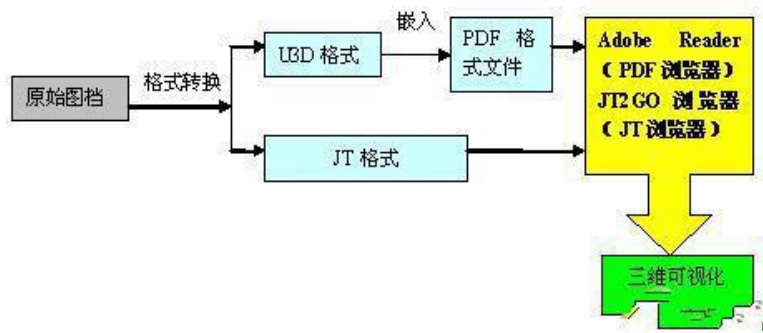 原始图档
格式转换
U3D 格式
嵌入
PDF 格
式文件
JT 格式
Adobe Reader
（PDF 浏览器）
JT2GO 浏览器
（JT 浏览器）
三维可视化